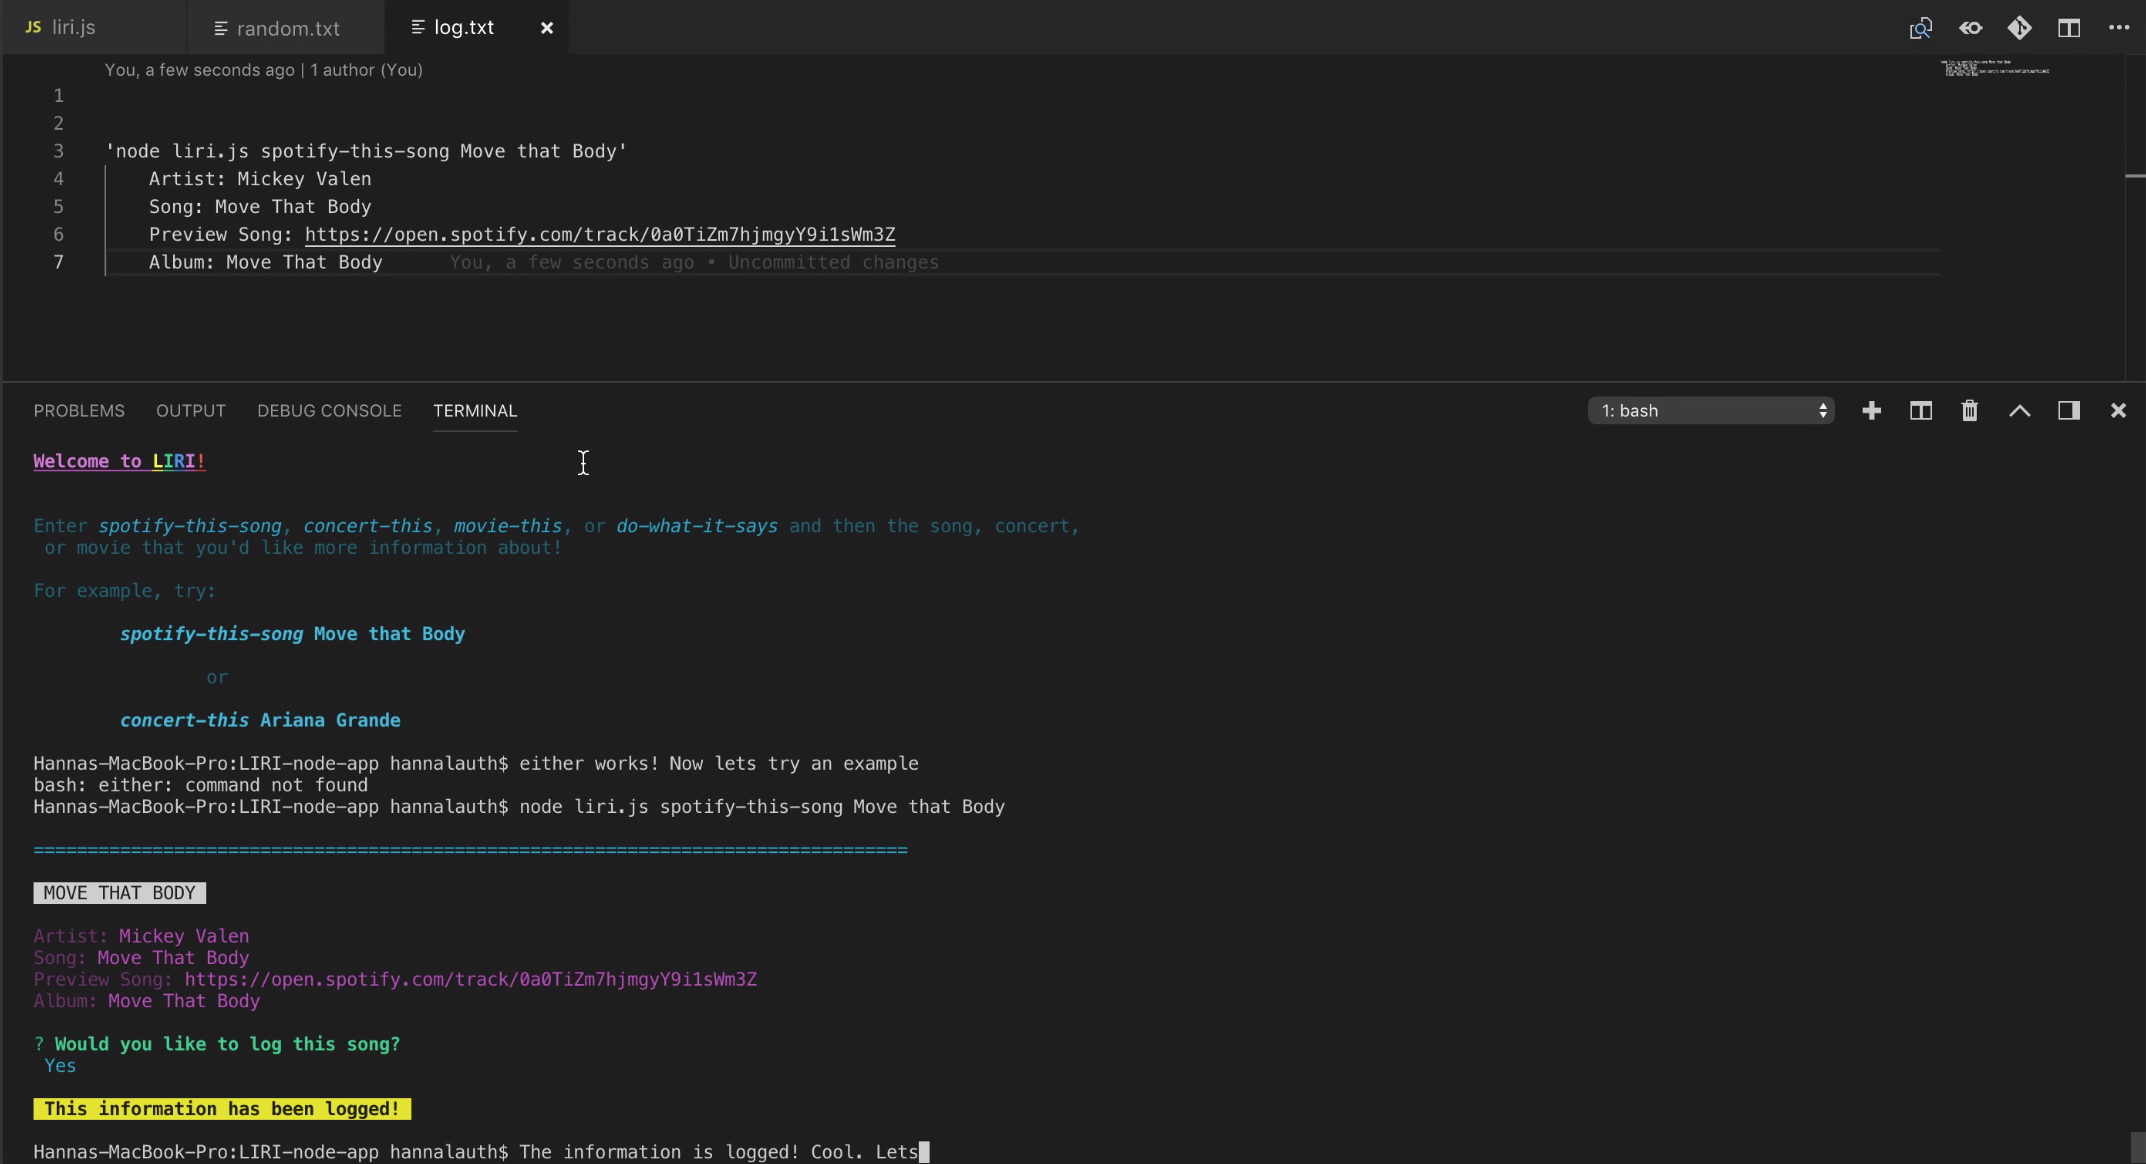 JS liri.js random.txt log.txt
You, a few seconds ago | 1 author (You)
1
2
3 'node liri.js spotify-this-song Move that Body'
4 Artist: Mickey Valen
5 Song: Move That Body
6 Preview Song: https://open.spotify.com/track/0a0TiZm7hjmgyY9i1sWm3Z
7 Album: Move That Body You, a few seconds ago • Uncommitted changes
PROBLEMS OUTPUT DEBUG CONSOLE TERMINAL 1: bash
Welcome to LIRI!
Enter spotify-this-song, concert-this, movie-this, or do-what-it-says and then the song, concert,
or movie that you'd like more information about!
For example, try:
spotify-this-song Move that Body
or
concert-this Ariana Grande
Hannas-MacBook-Pro:LIRI-node-app hannalauth$ either works! Now lets try an example
bash: either: command not found
Hannas-MacBook-Pro:LIRI-node-app hannalauth$ node liri.js spotify-this-song Move that Body
=================================================================================
MOVE THAT BODY
Artist: Mickey Valen
Song: Move That Body
Preview Song: https://open.spotify.com/track/0a0TiZm7hjmgyY9i1sWm3Z
Album: Move That Body
? Would you like to log this song?
Yes
This information has been logged!
Hannas-MacBook-Pro:LIRI-node-app hannalauth$ The information is logged! Cool. Lets